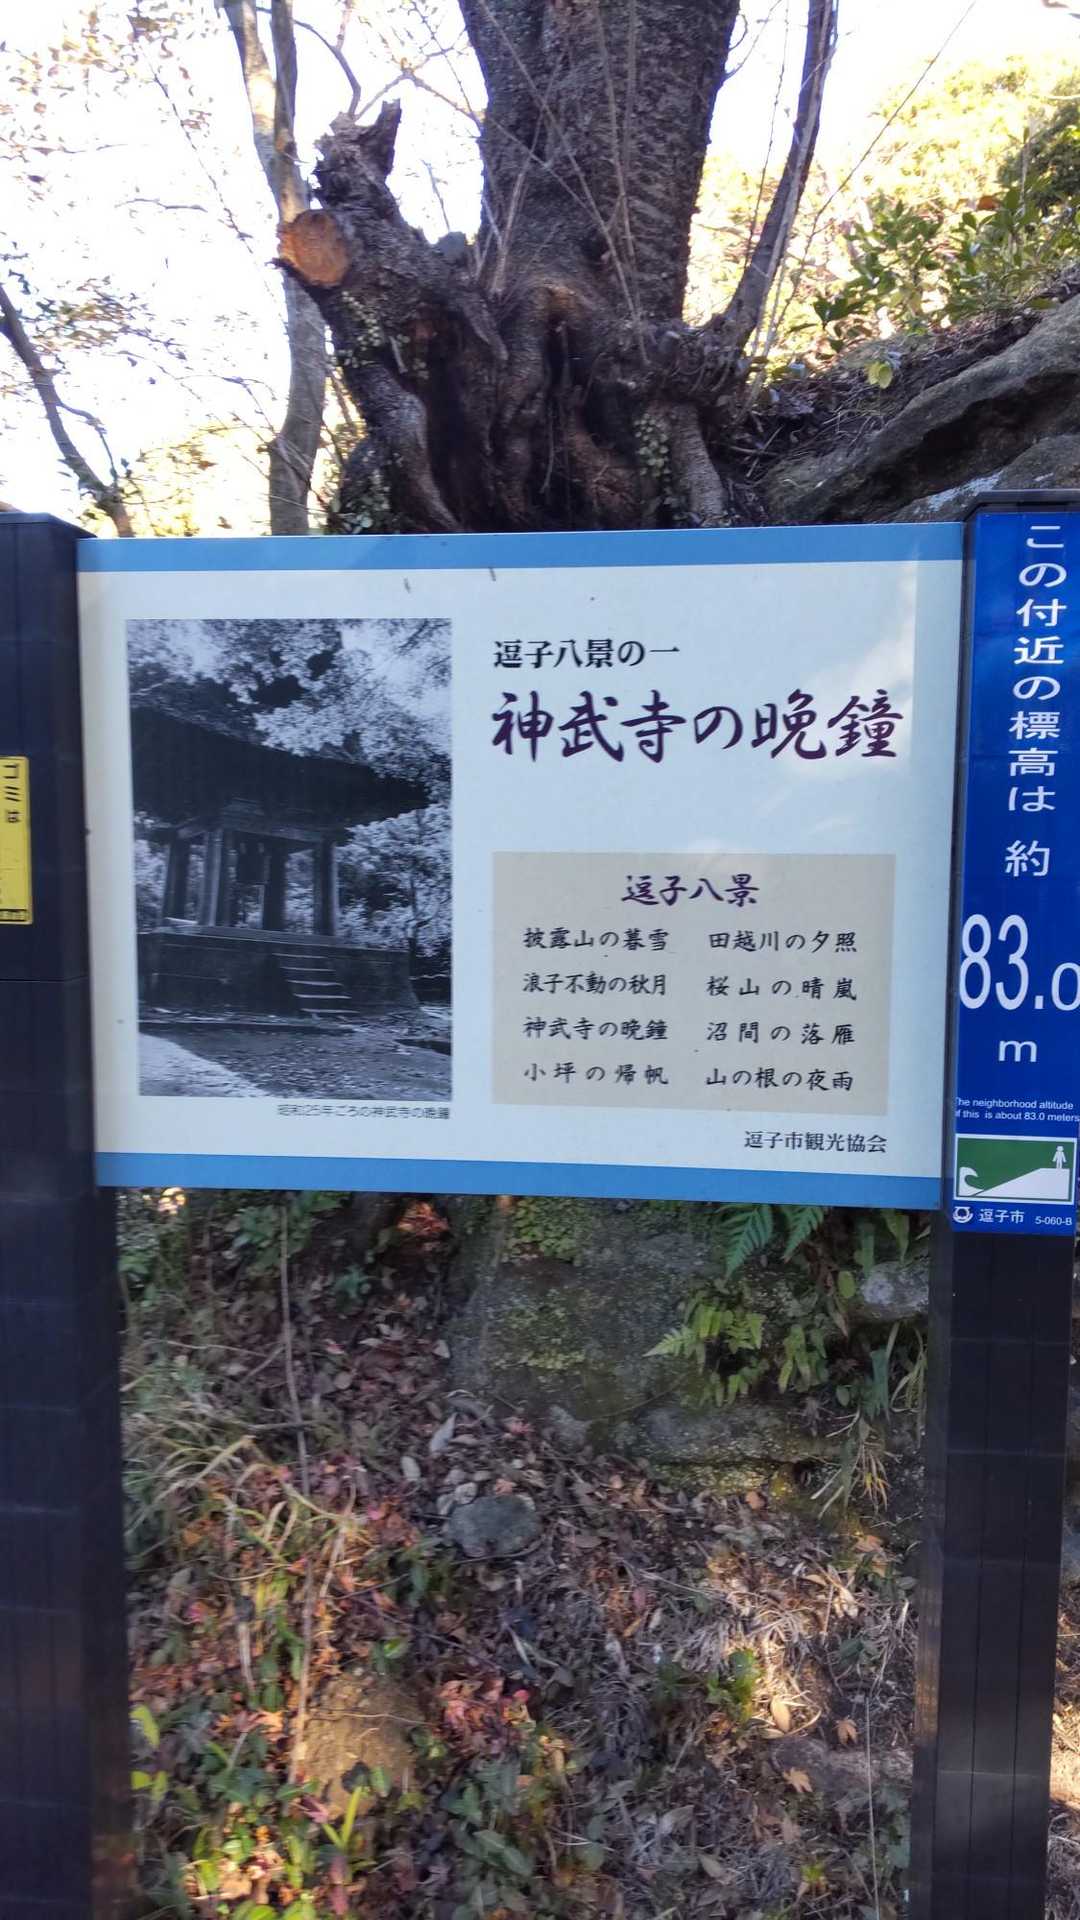 逗子八景の一
神武寺の晩鐘
逗子八景
披露山の暮雪
田越川の夕照
浪子不動の秋月
桜山の晴嵐
神武寺の晩鐘
沼間の落雁
小坪の帰帆
山の根の夜雨
昭和25年ごろの神武寺の晩鐘
逗子市観光協会
この付近の標高は 約
83.0
m
The neighborhood altitude
of this is about 83.0 meters
逗子市 5-060-B
ゴミは